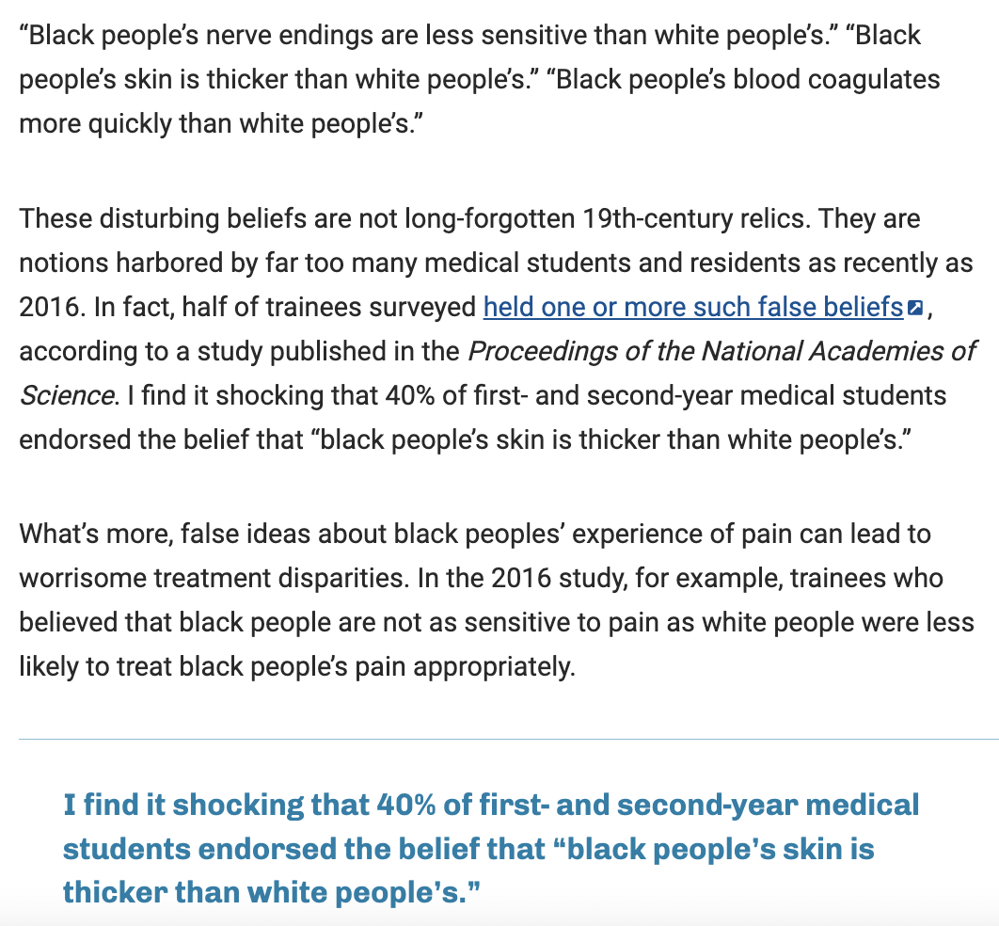 “Black people’s nerve endings are less sensitive than white people’s.” “Black
people’s skin is thicker than white people’s.” “Black people’s blood coagulates
more quickly than white people’s.”
These disturbing beliefs are not long-forgotten 19th-century relics. They are
notions harbored by far too many medical students and residents as recently as
2016. In fact, half of trainees surveyed held one or more such false beliefs,
according to a study published in the Proceedings of the National Academies of
Science. I find it shocking that 40% of first- and second-year medical students
endorsed the belief that “black people’s skin is thicker than white people’s.”
What’s more, false ideas about black peoples’ experience of pain can lead to
worrisome treatment disparities. In the 2016 study, for example, trainees who
believed that black people are not as sensitive to pain as white people were less
likely to treat black people’s pain appropriately.
I find it shocking that 40% of first- and second-year medical
students endorsed the belief that “black people’s skin is
thicker than white people’s.”